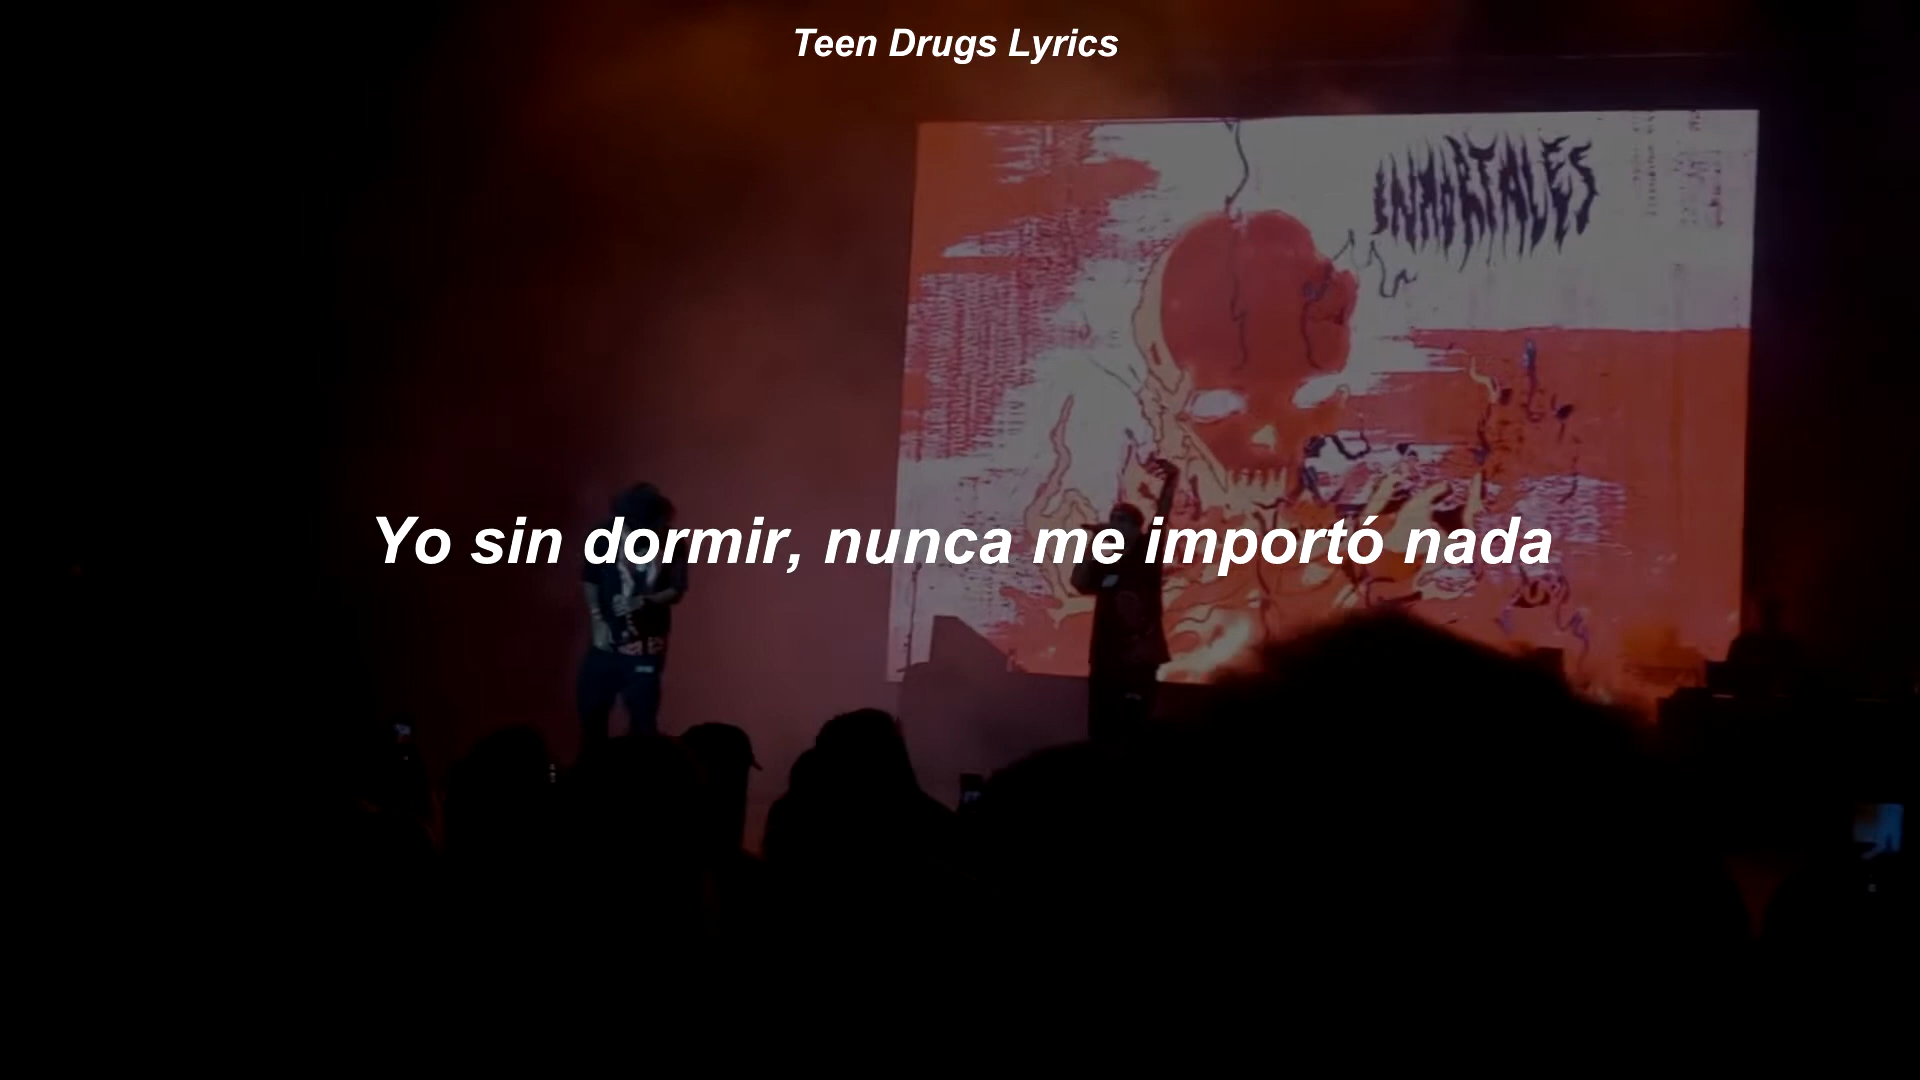 Teen Drugs Lyrics
INMORTALES
Yo sin dormir, nunca me importó nada